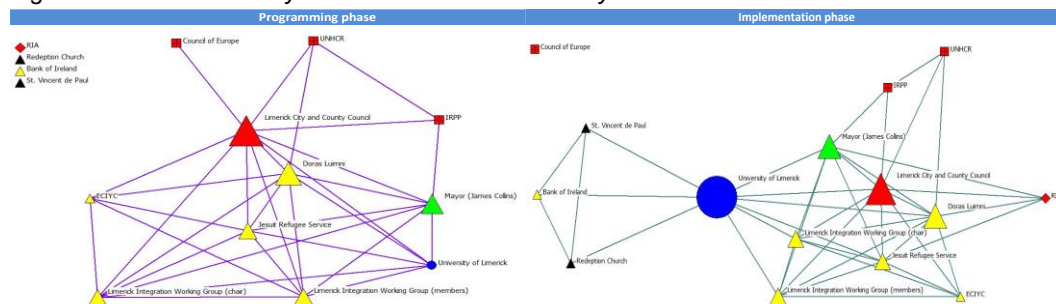 Programming phase
Implementation phase
RIA
Redeption Church
Bank of Ireland
St. Vincent de Paul
Council of Europe
UNHCR
IRPP
Limerick City and County Council
Doras Lumni
ECIYC
Mayor (James Collins)
Jesuit Refugee Service
University of Limerick
Limerick Integration Working Group (chair)
Limerick Integration Working Group (members)
Council of Europe
UNHCR
IRPP
St. Vincent de Paul
Mayor (James Collins)
University of Limerick
Limerick City and County Council
Bank of Ireland
RIA
Doras Lumni
Limerick Integration Working Group (chair)
Jesuit Refugee Service
Redeption Church
ECIYC
Limerick Integration Working Group (members)